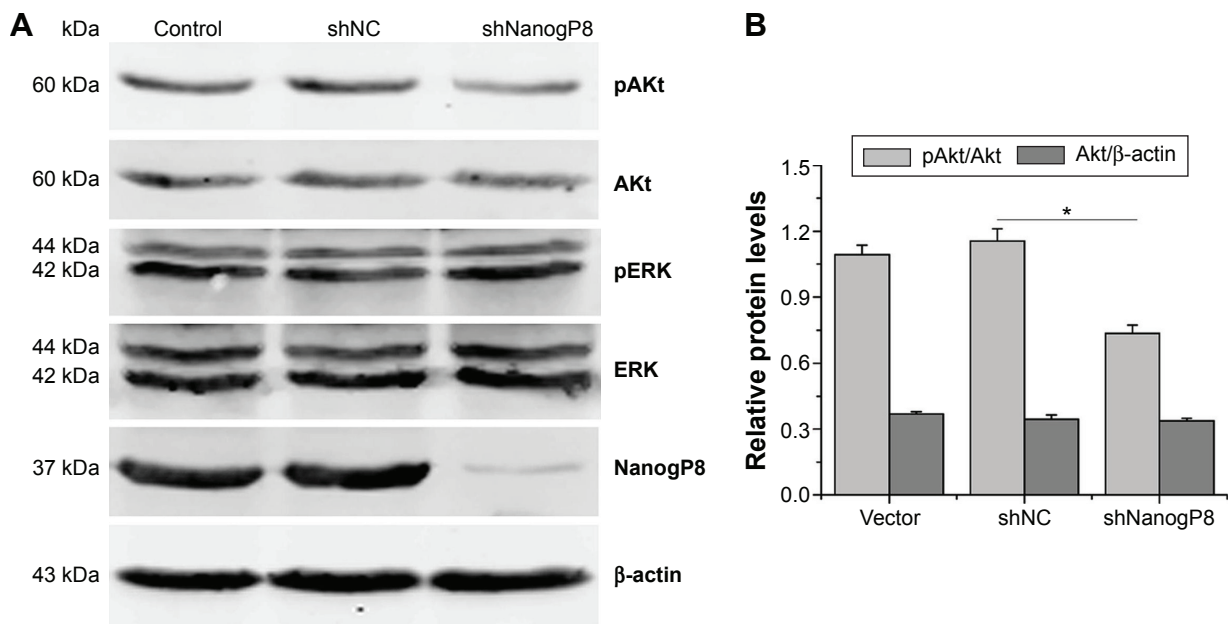 A kDa Control shNC shNanogP8
60 kDa pAKt
60 kDa AKt
44 kDa
42 kDa pERK
44 kDa
42 kDa ERK
37 kDa NanogP8
43 kDa β-actin
B
pAkt/Akt Akt/β-actin
Relative protein levels
1.5
1.2
0.9
0.6
0.3
0.0
*
Vector shNC shNanogP8